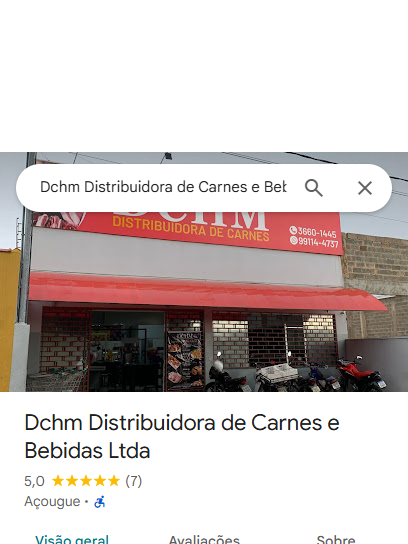 Dchm Distribuidora de Carnes e Beb
DCHM
DISTRIBUIDORA DE CARNES
3660-1445
99114-4737
Dchm Distribuidora de Carnes e
Bebidas Ltda
5,0 (7)
Açougue •
Visão geral Avaliações Sobre